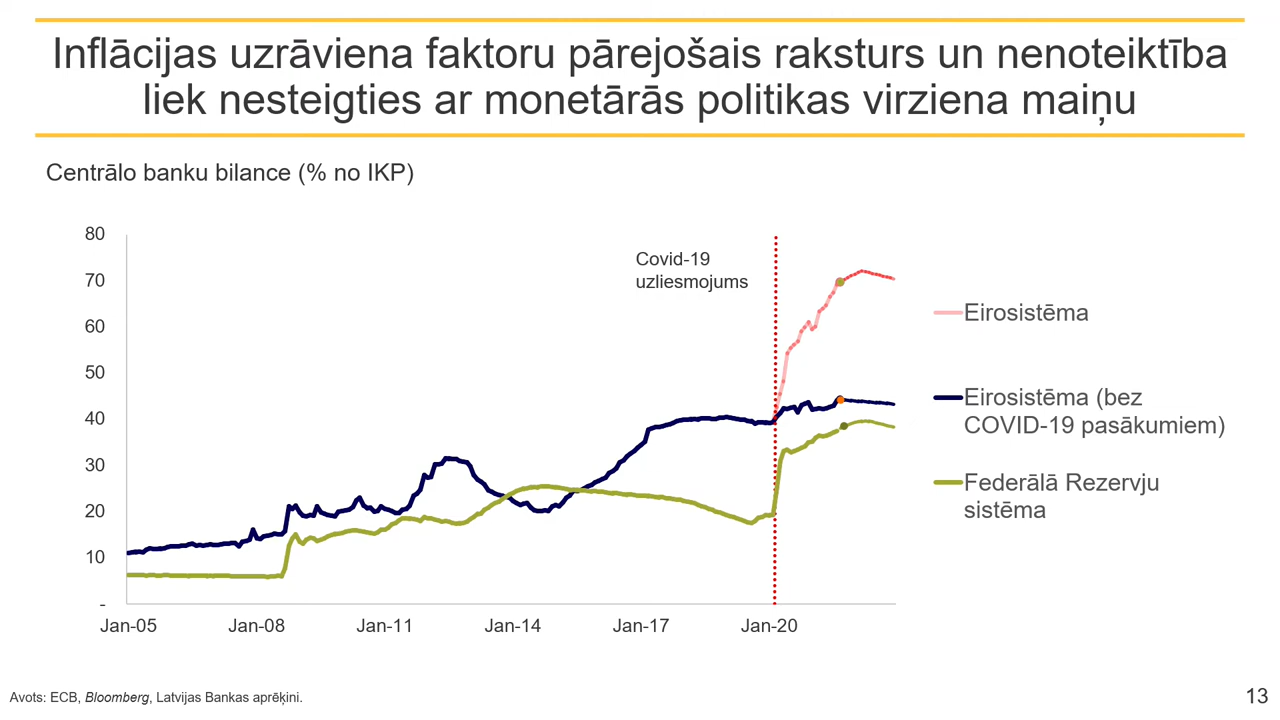 Inflācijas uzrāviena faktoru pārejošais raksturs un nenoteiktība
liek nesteigties ar monetārās politikas virziena maiņu
Centrālo banku bilance (% no IKP)
80
70
60
50
40
30
20
10
-
Covid-19
uzliesmojums
Jan-05
Jan-08
Jan-11
Jan-14
Jan-17
Jan-20
Eirosistēma
Eirosistēma (bez
COVID-19 pasākumiem)
Federālā Rezervju
sistēma
Avots: ECB, Bloomberg, Latvijas Bankas aprēķini.
13